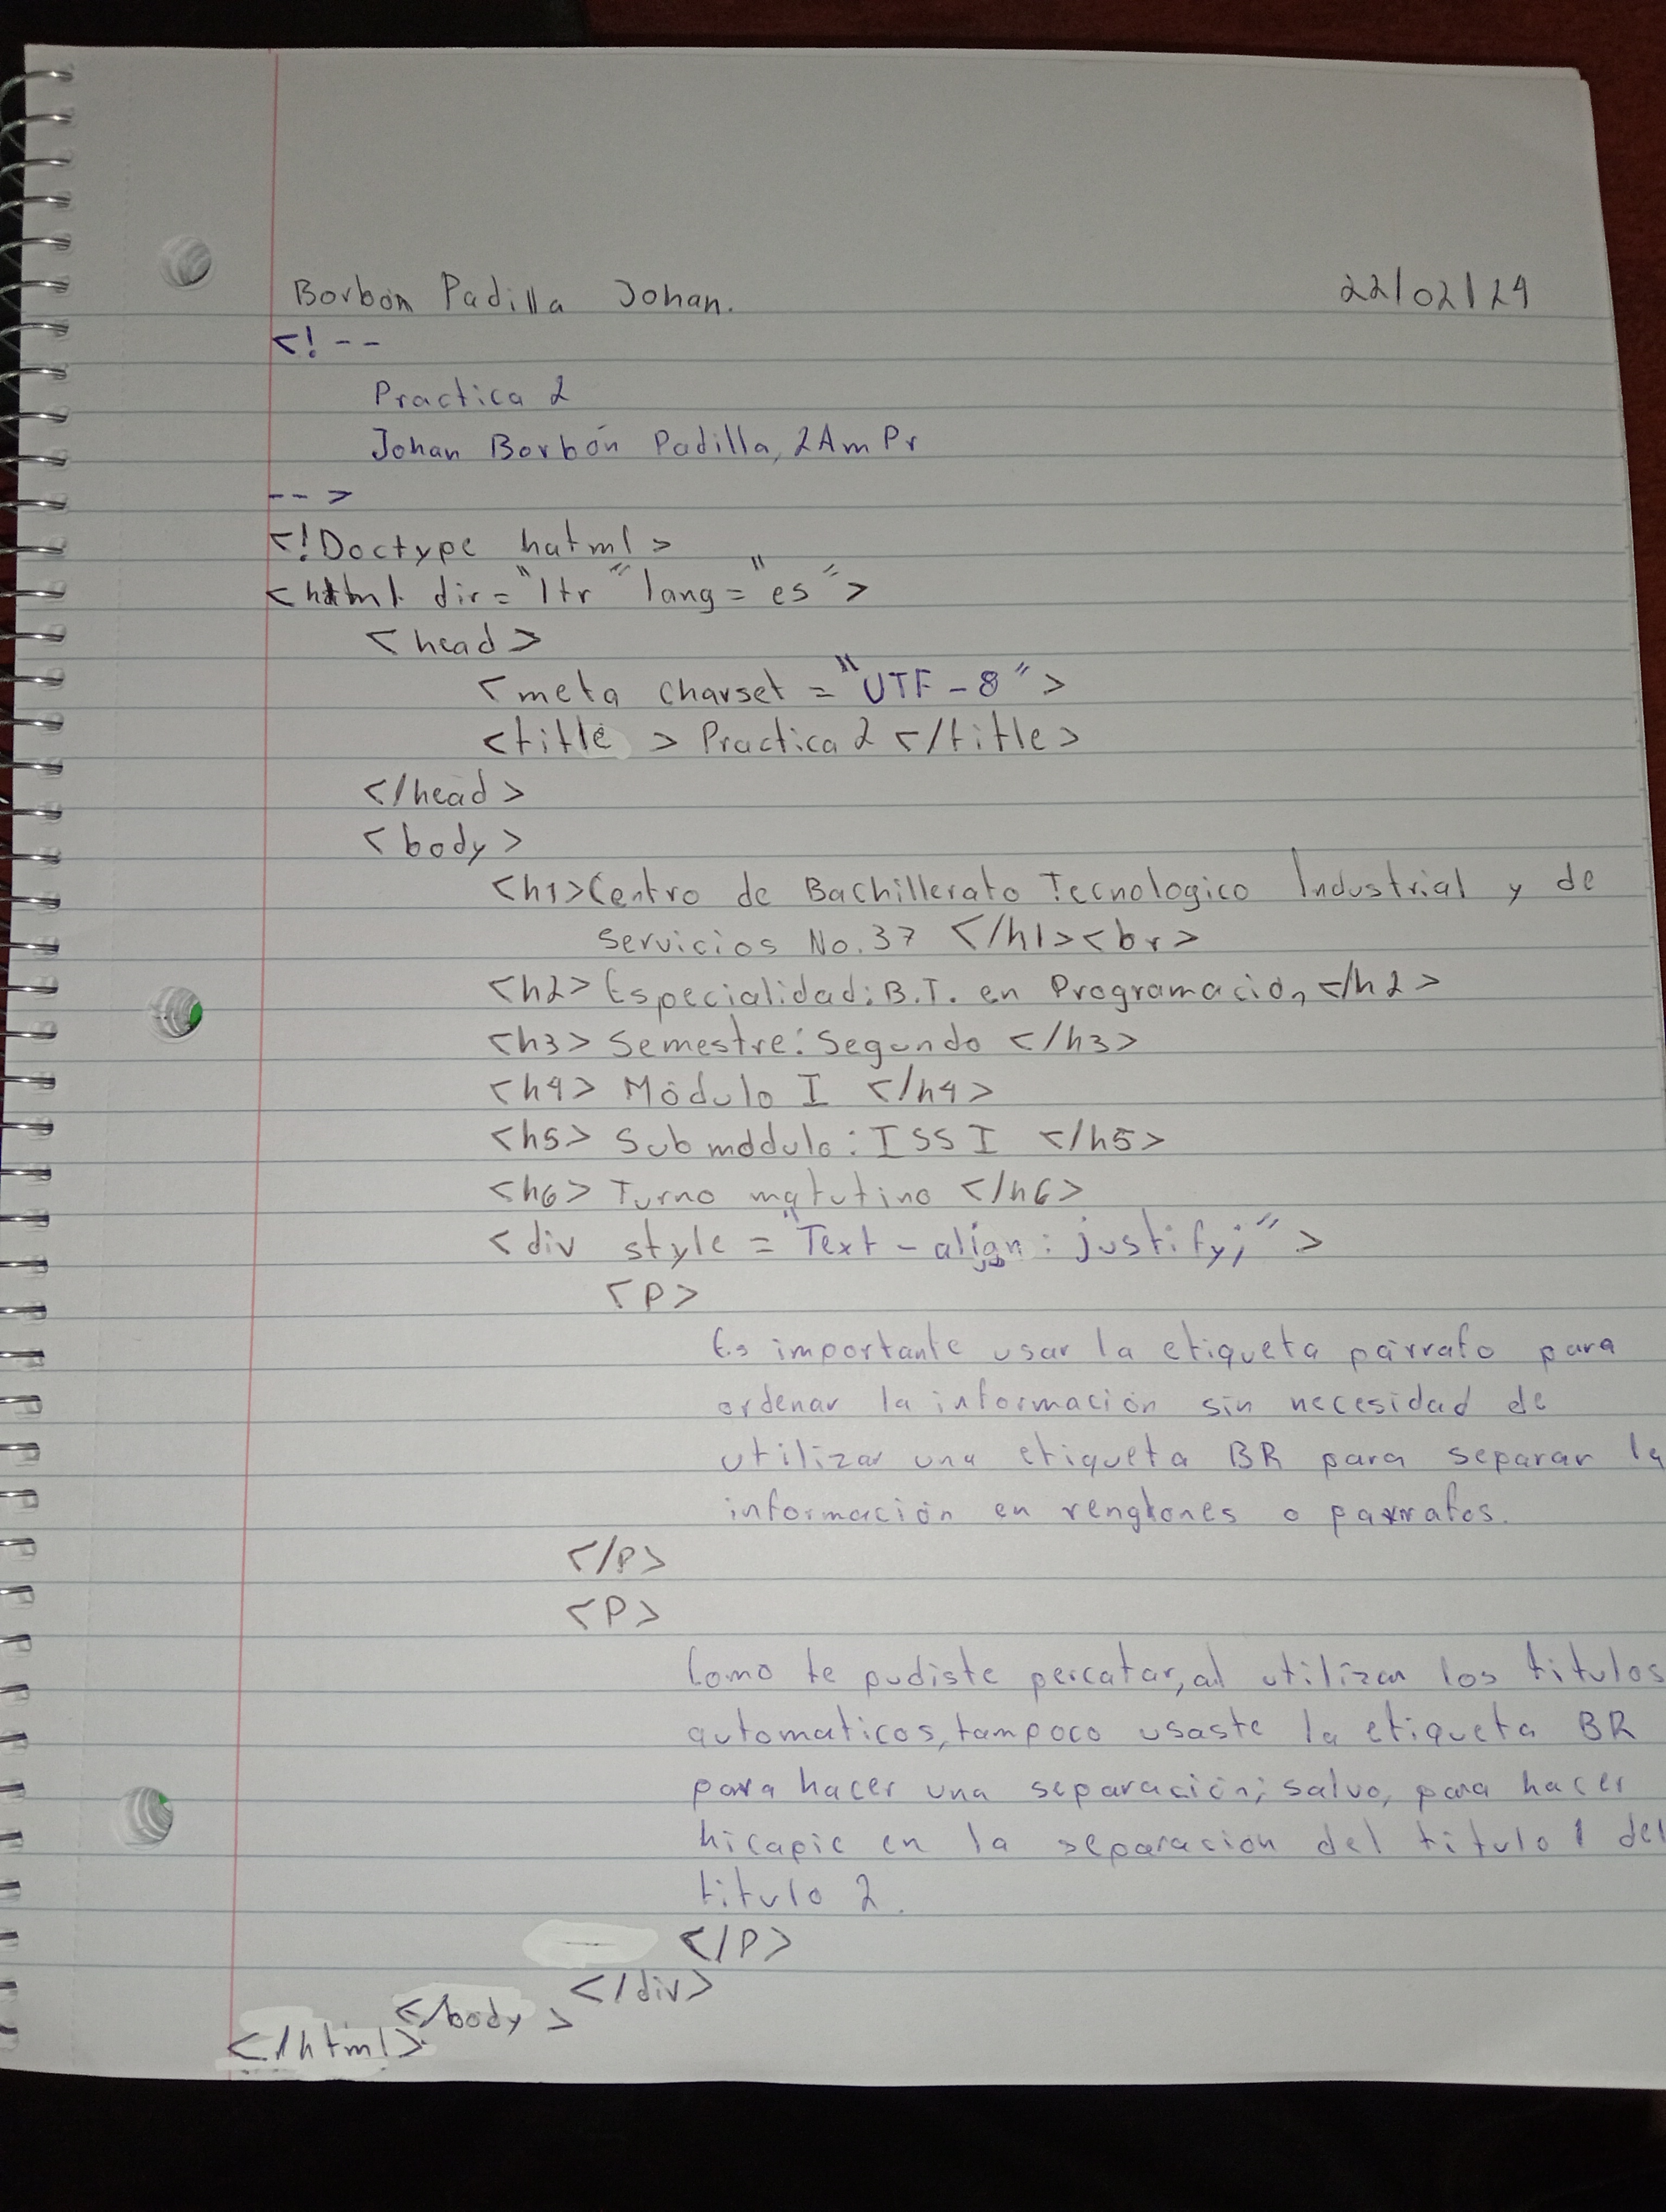 Borbón Padilla Johan. 22/02/24
<!--
Practica 2
Johan Borbón Padilla, 2AmPr
-->
<!Doctype hatml>
<html dir="ltr" lang="es">
<head>
<meta charset="UTF-8">
<title>Practica 2</title>
</head>
<body>
<h1>Centro de Bachillerato Tecnologico Industrial y de
servicios No.37 </h1><br>
<h2>Especialidad: B.T. en Programación</h2>
<h3> Semestre: Segundo </h3>
<h4> Módulo I </h4>
<h5> Submódulo: ISSI </h5>
<h6> Turno matutino </h6>
<div style="Text-align: justify;">
<P>
Es importante usar la etiqueta párrafo para
ordenar la información sin necesidad de
utilizar una etiqueta BR para separar la
información en renglones o parrafos.
</P>
<P>
Como te pudiste percatar, al utilizar los titulos
automaticos, tampoco usaste la etiqueta BR
para hacer una separación; salvo, para hacer
hicapie en la separacion del titulo 1 del
titulo 2.
</P>
</div>
</body>
</html>